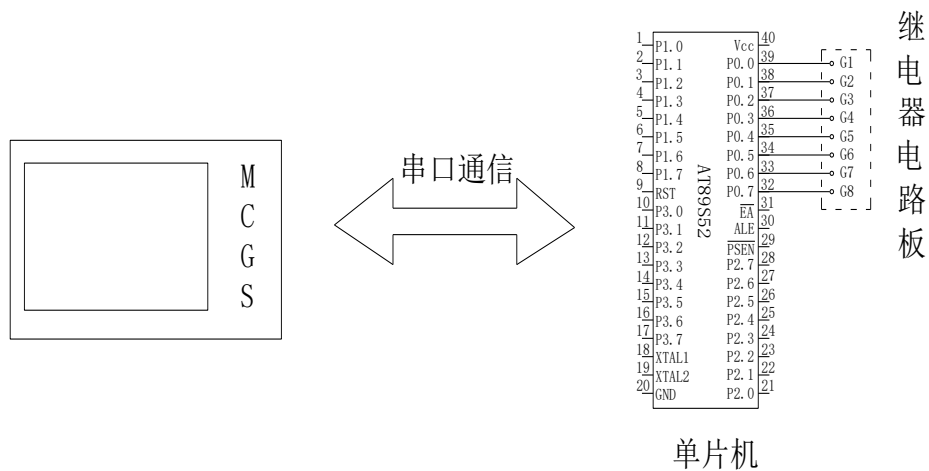 MCGS
串口通信
1 P1.0 Vcc 40
2 P1.1 P0.0 39 G1
3 P1.2 P0.1 38 G2
4 P1.3 P0.2 37 G3
5 P1.4 P0.3 36 G4
6 P1.5 P0.4 35 G5
7 P1.6 P0.5 34 G6
8 P1.7 P0.6 33 G7
9 RST P0.7 32 G8
10 P3.0 EA 31
11 P3.1 ALE 30
12 P3.2 PSEN 29
13 P3.3 P2.7 28
14 P3.4 P2.6 27
15 P3.5 P2.5 26
16 P3.6 P2.4 25
17 P3.7 P2.3 24
18 XTAL1 P2.2 23
19 XTAL2 P2.1 22
20 GND P2.0 21
AT89S52
继电器电路板
单片机